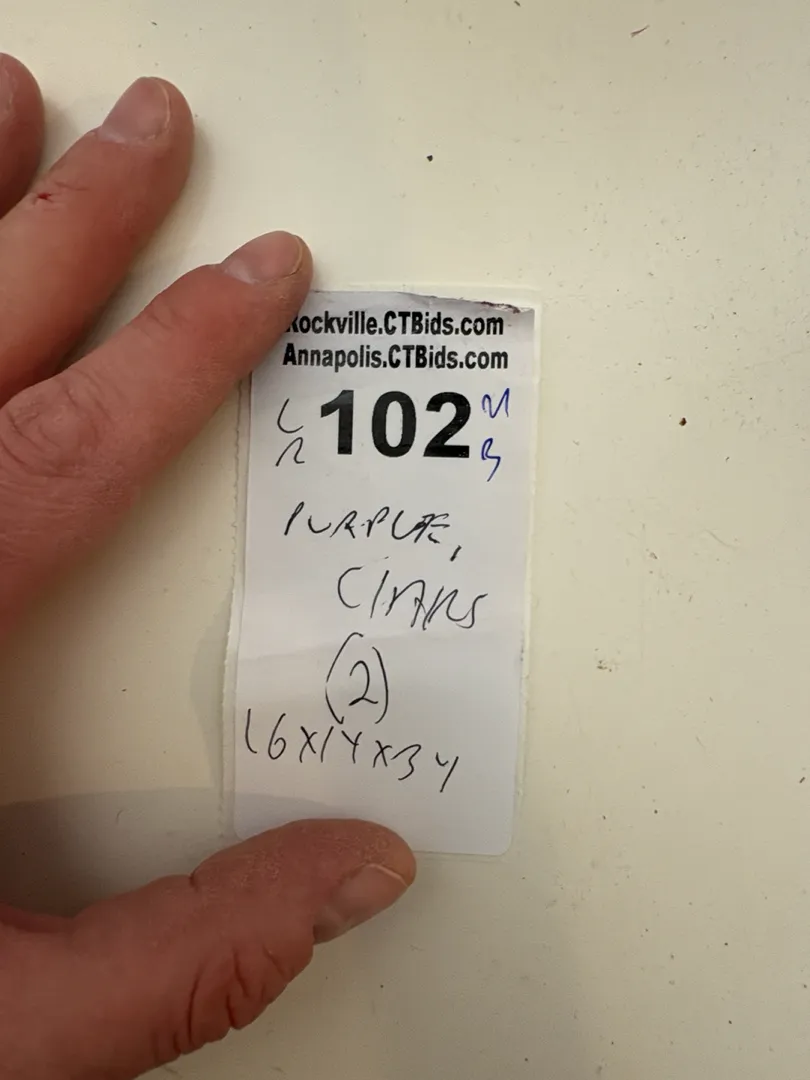 Rockville.CTBids.com
Annapolis.CTBids.com
L 102
R
PURPLE,
CHAIRS
(2)
16X14X34